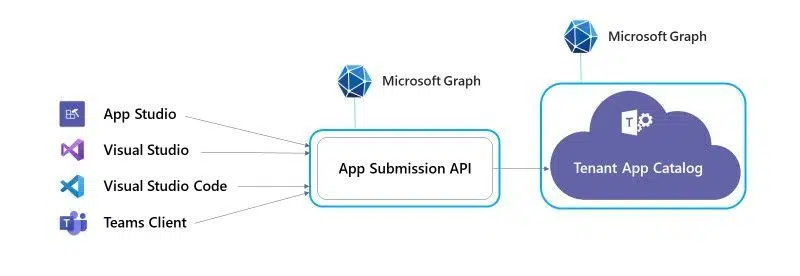 Microsoft Graph
Microsoft Graph
App Studio
Visual Studio
Visual Studio Code
Teams Client
App Submission API
T
Tenant App Catalog
T